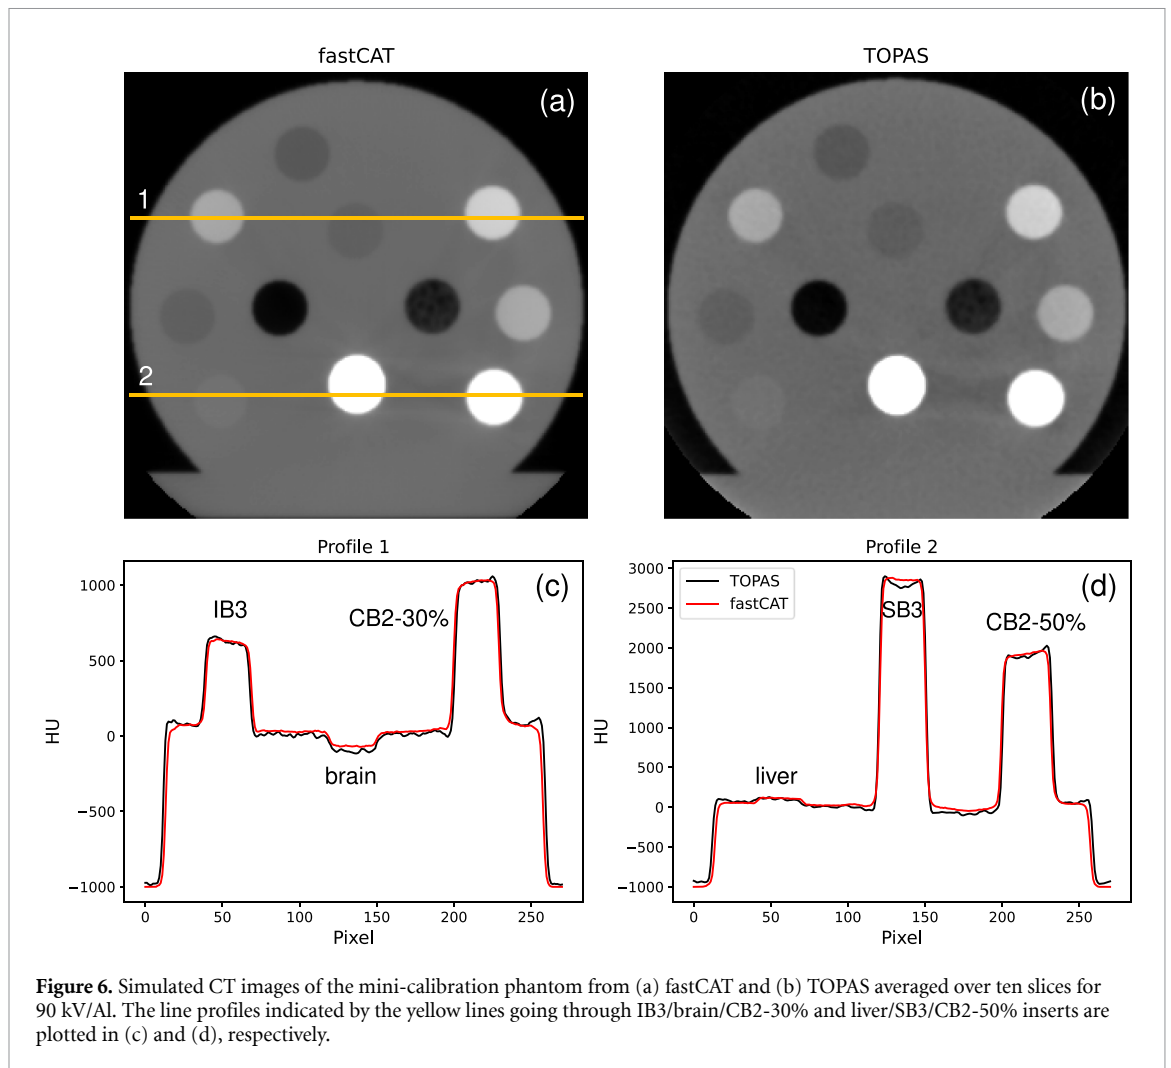 fastCAT
TOPAS
(a)
(b)
1
2
Profile 1
Profile 2
(c)
(d)
1000
500
0
−500
−1000
HU
IB3
CB2-30%
brain
0
50
100
150
200
250
Pixel
3000
2500
2000
1500
1000
500
0
−500
−1000
HU
TOPAS
fastCAT
SB3
CB2-50%
liver
0
50
100
150
200
250
Pixel
Figure 6. Simulated CT images of the mini-calibration phantom from (a) fastCAT and (b) TOPAS averaged over ten slices for
90 kV/Al. The line profiles indicated by the yellow lines going through IB3/brain/CB2-30% and liver/SB3/CB2-50% inserts are
plotted in (c) and (d), respectively.